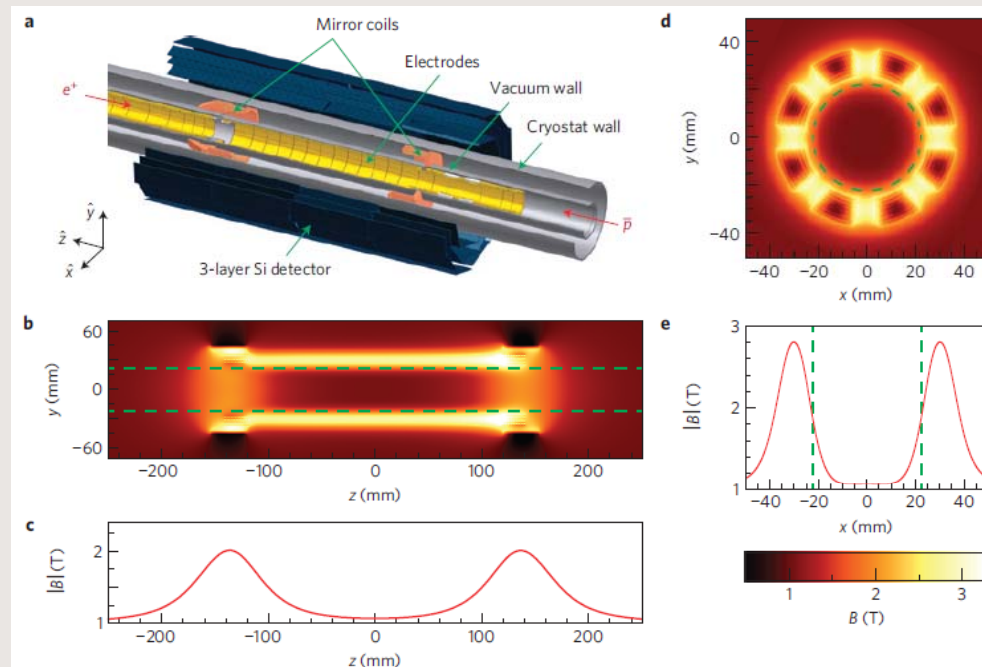 a
Mirror coils
Electrodes
Vacuum wall
Cryostat wall
e⁺
p̅
ŷ
ẑ
x̂
3-layer Si detector
b
60
0
−60
y (mm)
−200 −100 0 100 200
z (mm)
c
2
1
|B| (T)
−200 −100 0 100 200
z (mm)
d
40
20
0
−20
−40
y (mm)
−40 −20 0 20 40
x (mm)
e
3
2
1
|B| (T)
−40 −20 0 20 40
x (mm)
1 2 3
B (T)